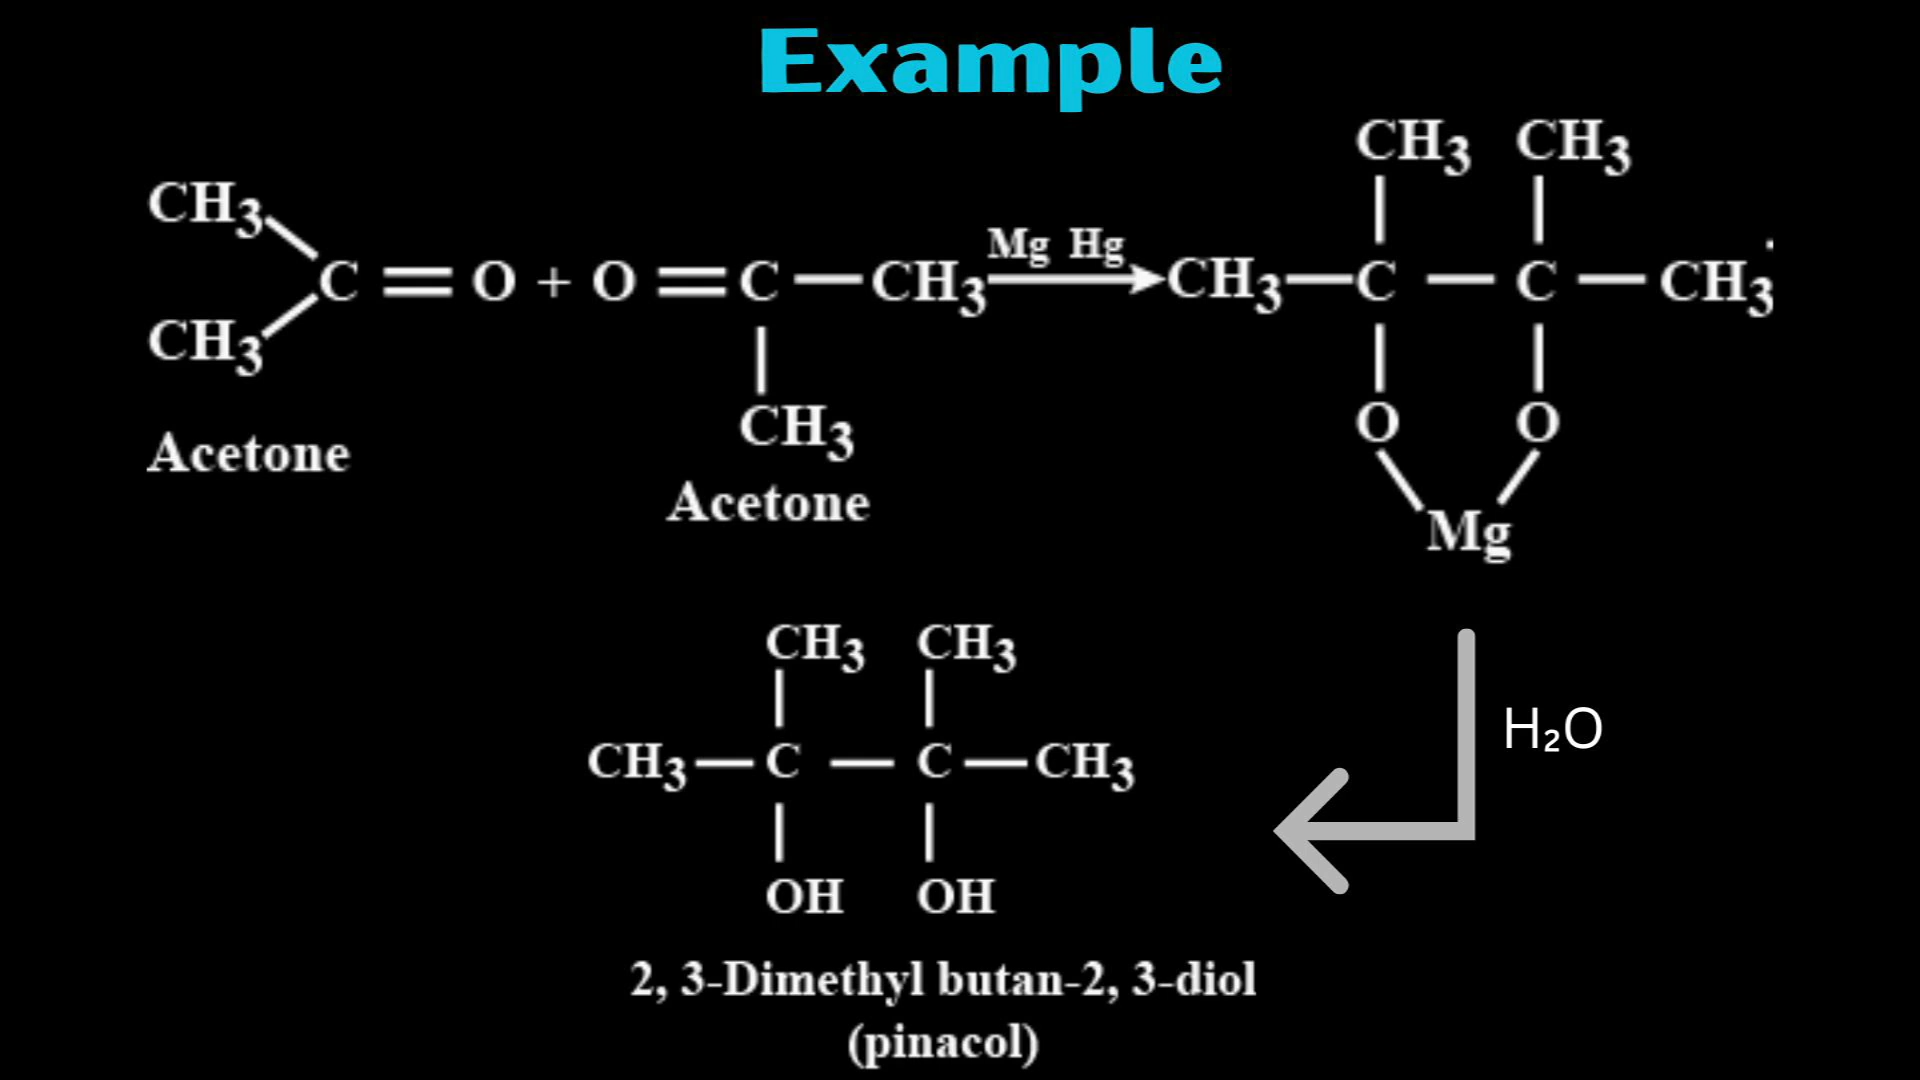 Example
CH3 CH3
CH3
C = O + O = C — CH3 Mg Hg CH3 — C — C — CH3
CH3
CH3
O O
Acetone
Acetone
Mg
CH3 CH3
H₂O
CH3 — C — C — CH3
OH OH
2, 3-Dimethyl butan-2, 3-diol
(pinacol)